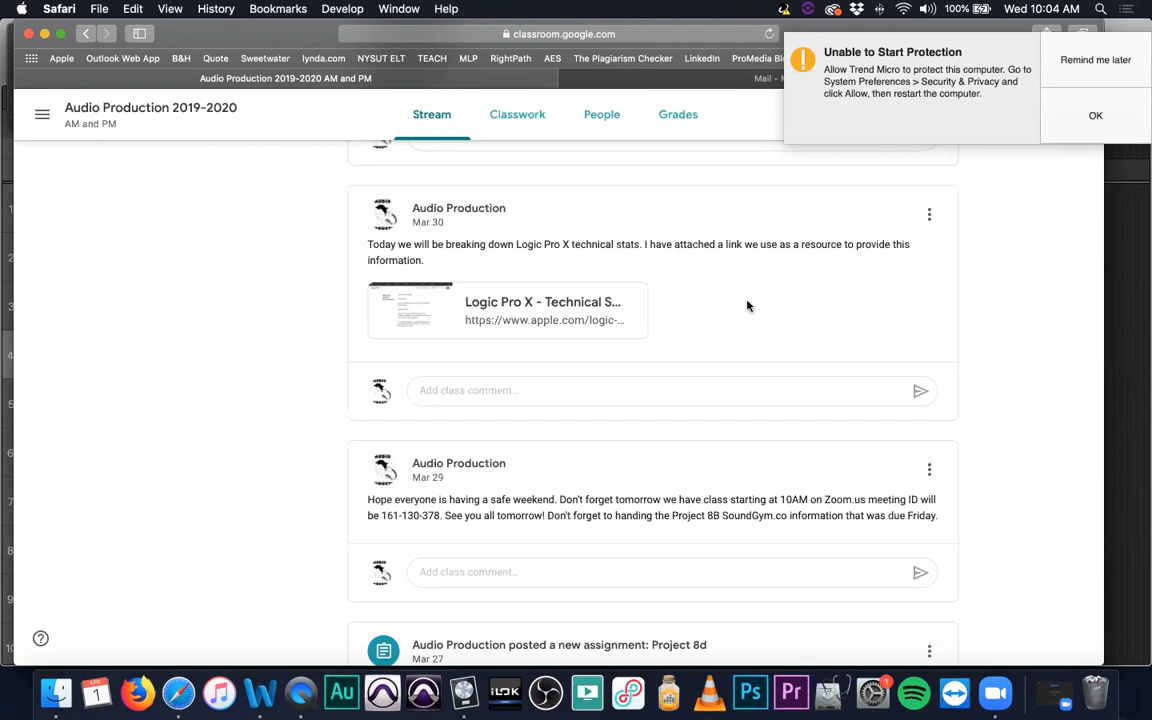 Safari File Edit View History Bookmarks Develop Window Help 100% Wed 10:04 AM
classroom.google.com
Apple Outlook Web App B&H Quote Sweetwater lynda.com NYSUT ELT TEACH MLP RightPath AES The Plagiarism Checker LinkedIn ProMedia
Audio Production 2019-2020 AM and PM Mail -
Unable to Start Protection
Allow Trend Micro to protect this computer. Go to
System Preferences > Security & Privacy and
click Allow, then restart the computer.
Remind me later
OK
Audio Production 2019-2020
AM and PM
Stream Classwork People Grades
Audio Production
Mar 30
Today we will be breaking down Logic Pro X technical stats. I have attached a link we use as a resource to provide this
information.
Logic Pro X - Technical S...
https://www.apple.com/logic-...
Add class comment...
Audio Production
Mar 29
Hope everyone is having a safe weekend. Don't forget tomorrow we have class starting at 10AM on Zoom.us meeting ID will
be 161-130-378. See you all tomorrow! Don't forget to handing the Project 8B SoundGym.co information that was due Friday.
Add class comment...
Audio Production posted a new assignment: Project 8d
Mar 27
APR
1
Au
iLOK
Ps
Pr
1